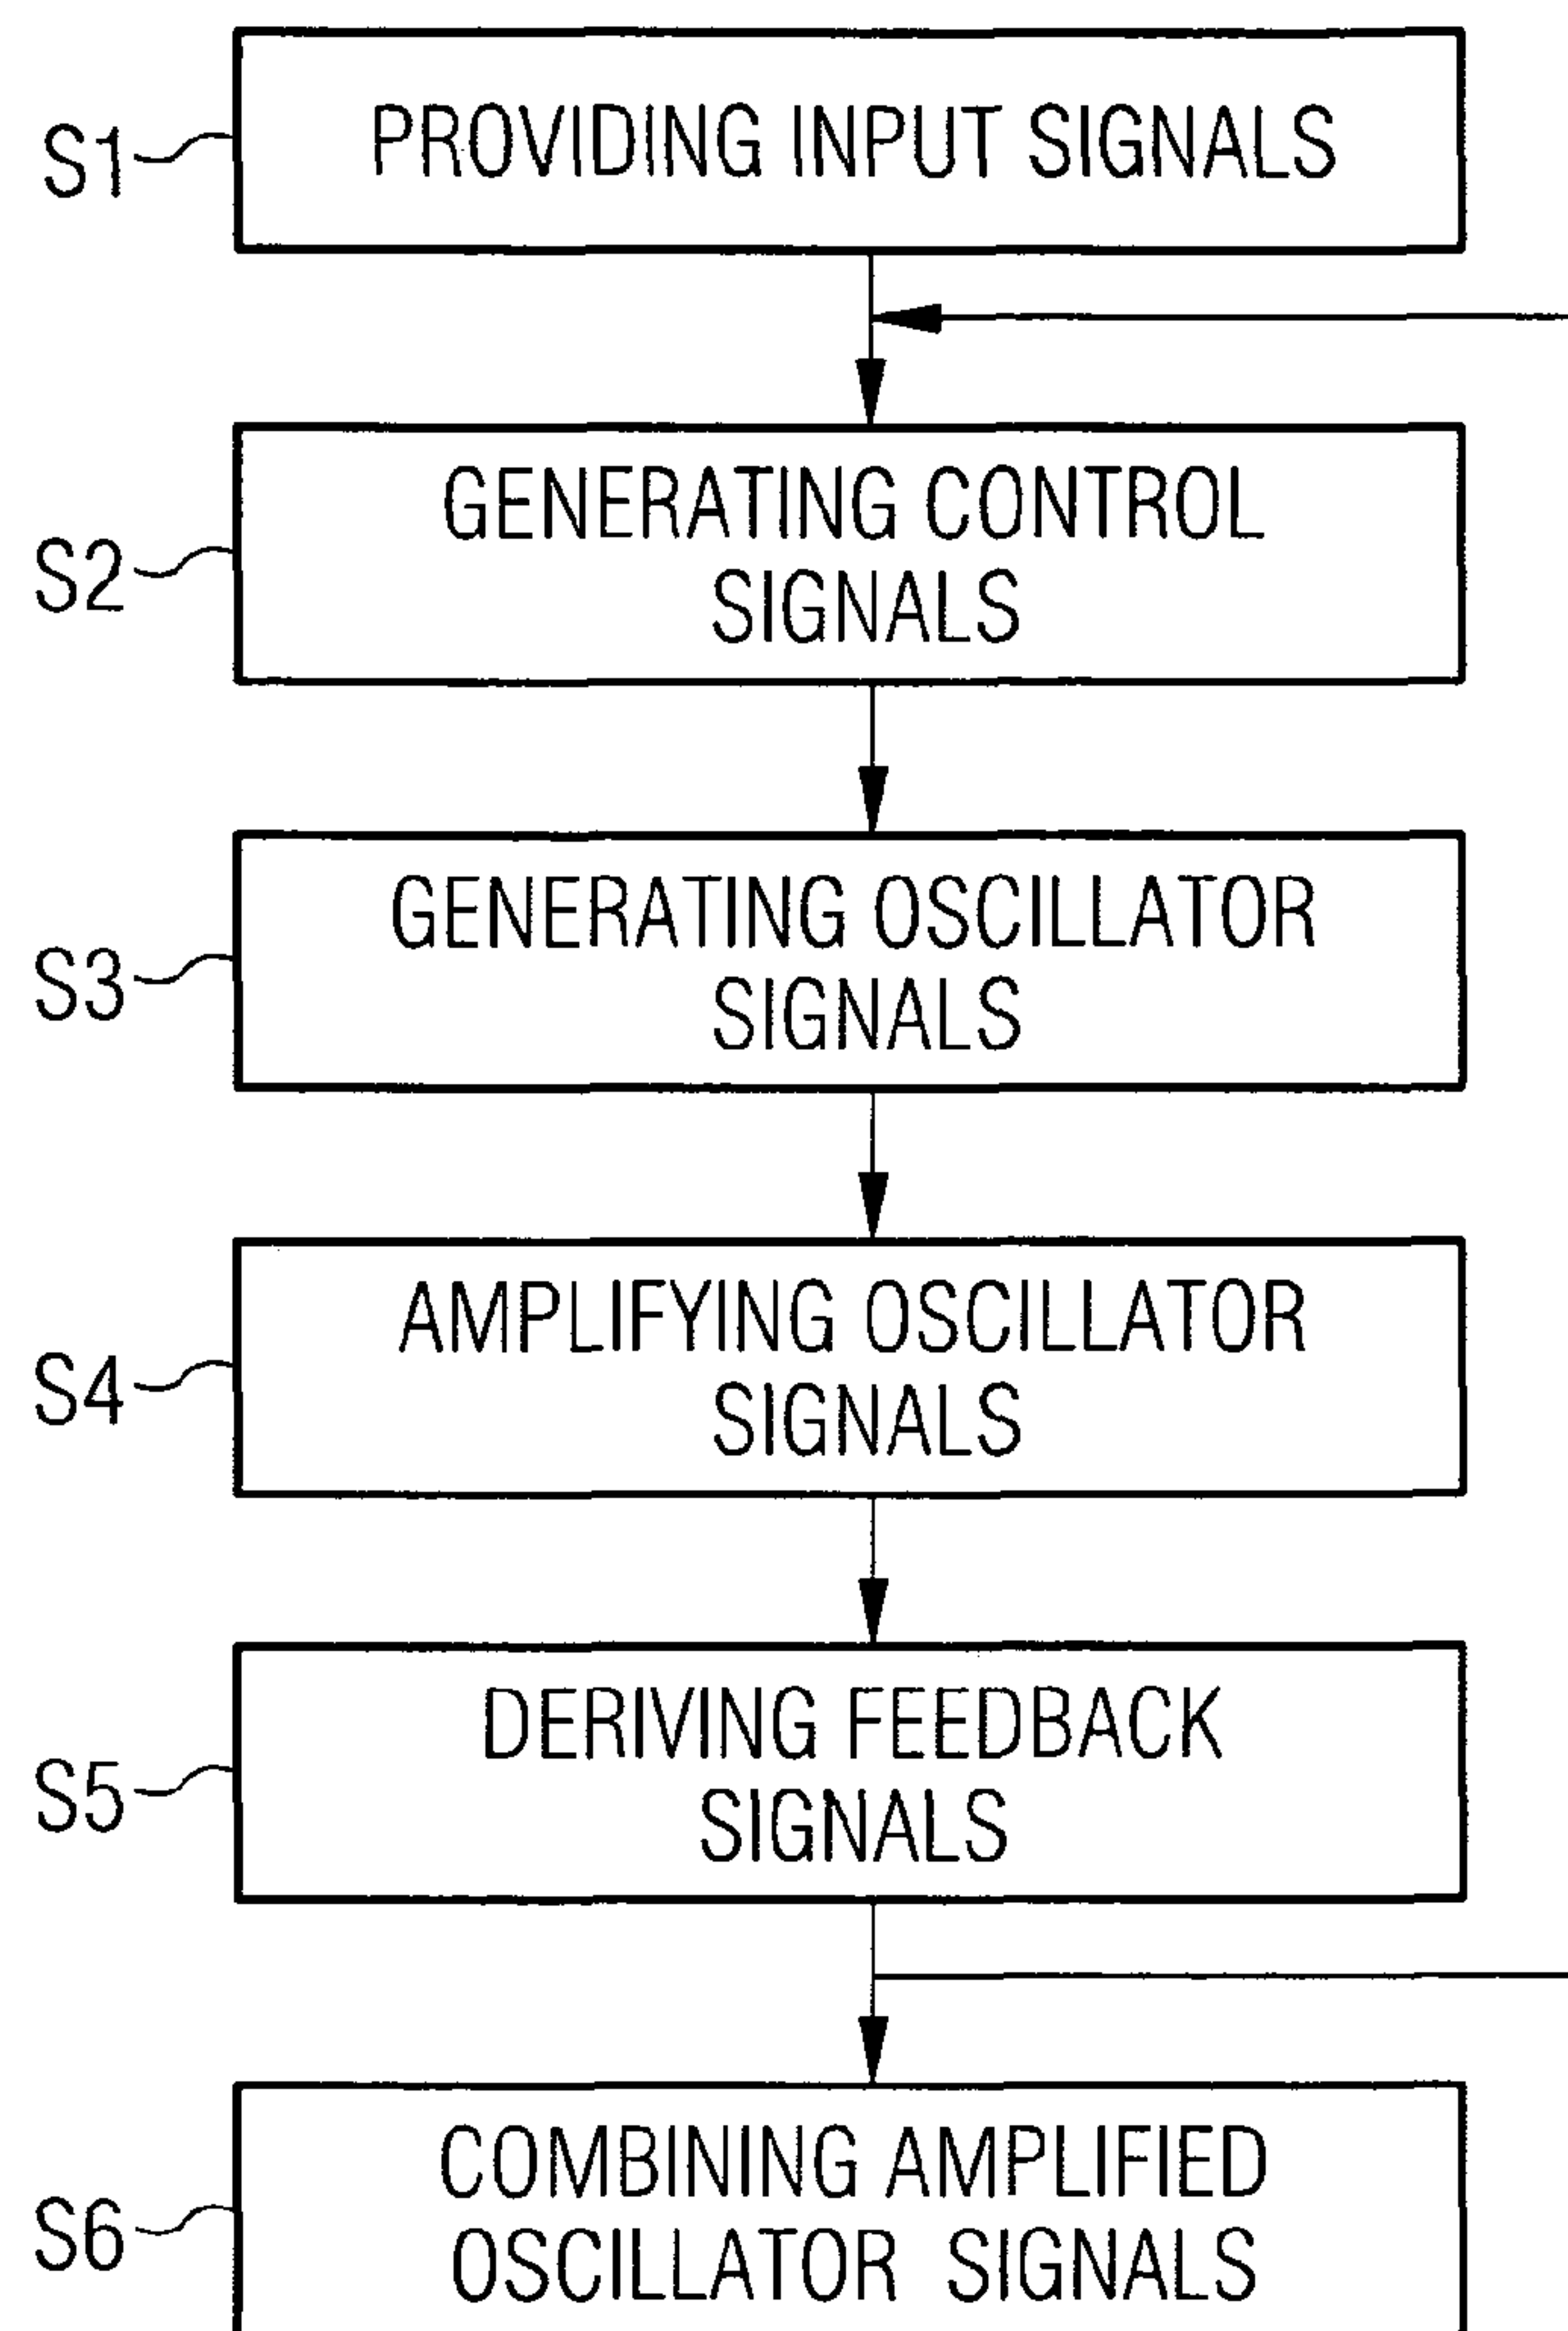 S1
PROVIDING INPUT SIGNALS
S2
GENERATING CONTROL
SIGNALS
S3
GENERATING OSCILLATOR
SIGNALS
S4
AMPLIFYING OSCILLATOR
SIGNALS
S5
DERIVING FEEDBACK
SIGNALS
S6
COMBINING AMPLIFIED
OSCILLATOR SIGNALS